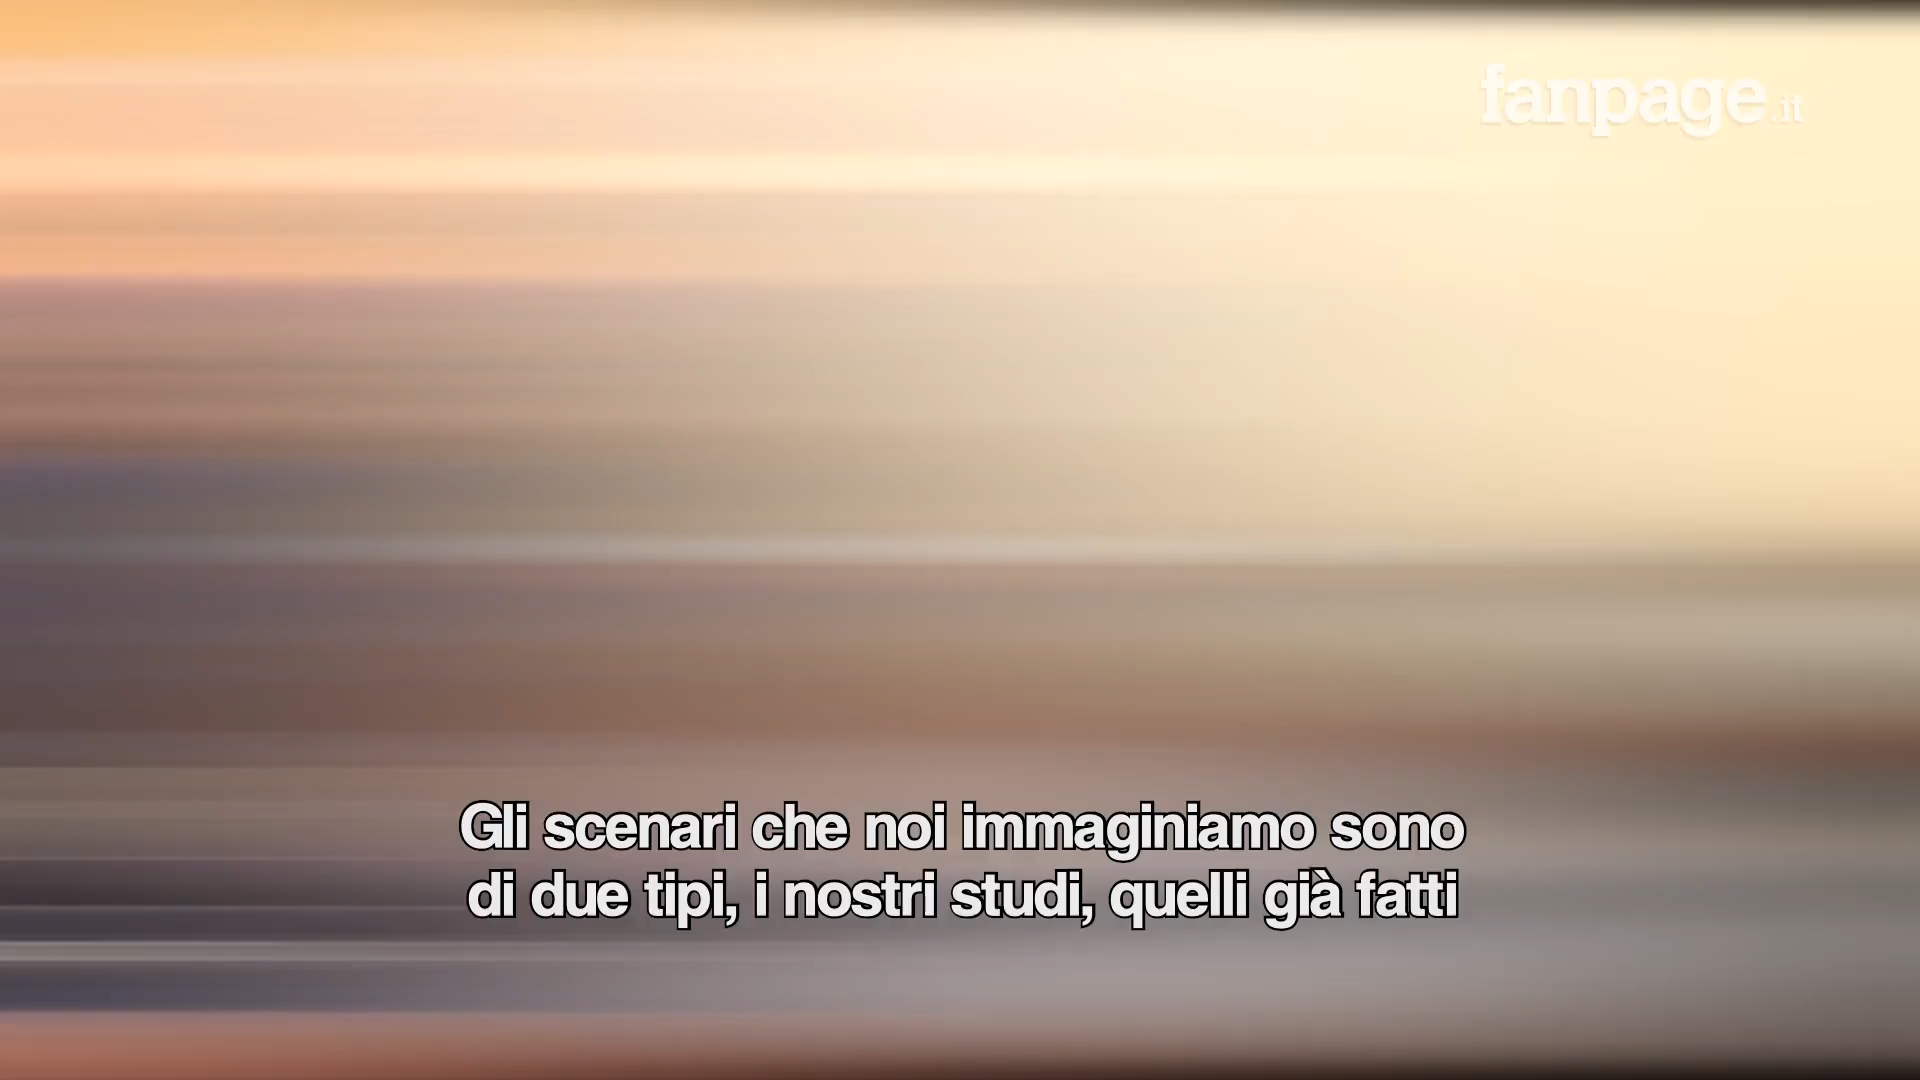 fanpage.it
Gli scenari che noi immaginiamo sono
di due tipi, i nostri studi, quelli già fatti